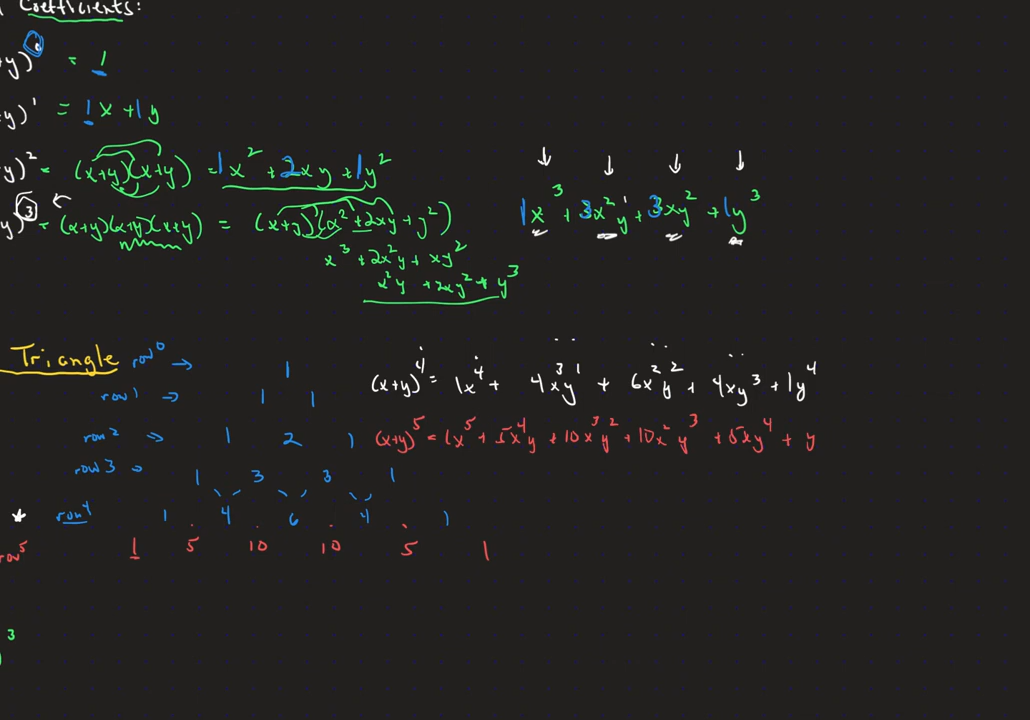 Coefficients:
+y)⁰ = 1
+y)¹ = 1x + 1y
y)² = (x+y)(x+y) = 1x² + 2xy + 1y²
1x³ + 3x²y¹ + 3xy² + 1y³
y)³ = (x+y)(x+y)(x+y) = (x+y)(x² + 2xy + y²)
x³ + 2x²y + xy²
x²y + 2xy² + y³
Triangle row⁰ → 1
(x+y)⁴ = 1x⁴ + 4x³y¹ + 6x²y² + 4xy³ + 1y⁴
row1 → 1 1
row2 → 1 2 1
(x+y)⁵ = 1x⁵ + 5x⁴y + 10x³y² + 10x²y³ + 5xy⁴ + y
row3 → 1 3 3 1
* row⁴ 1 4 6 4 1
row⁵ 1 5 10 10 5 1
3